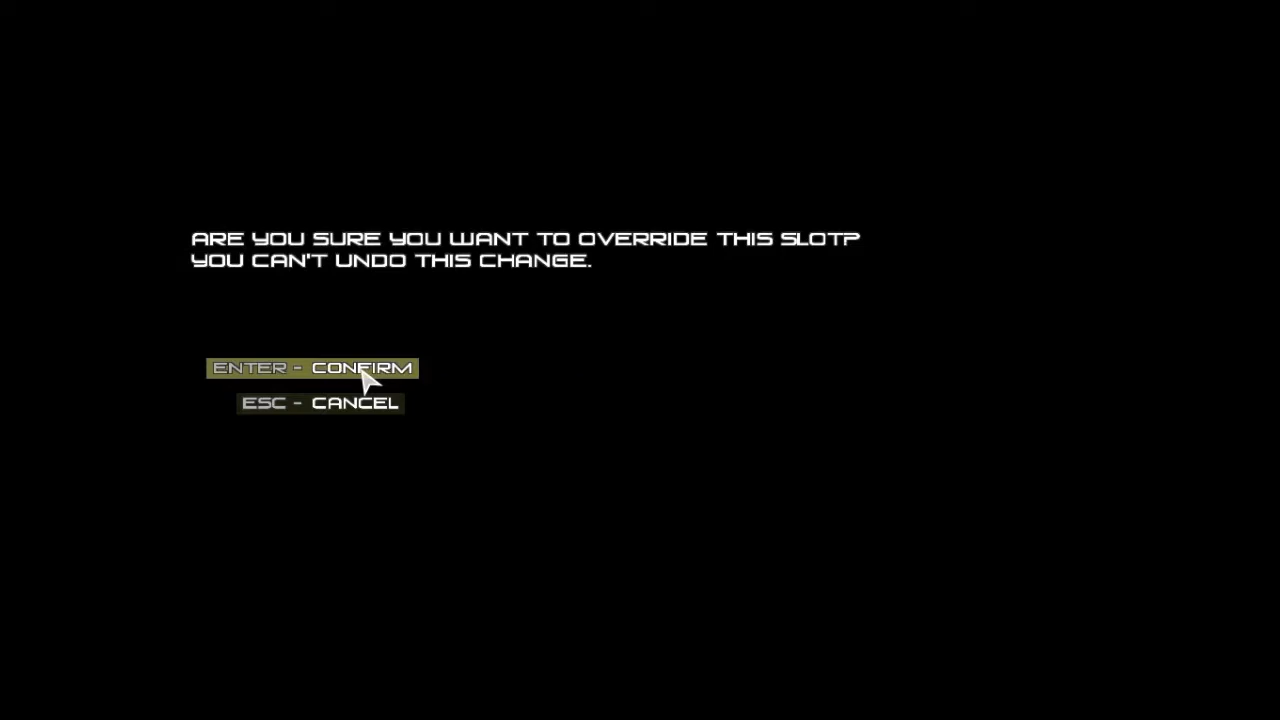 ARE YOU SURE YOU WANT TO OVERRIDE THIS SLOT?
YOU CAN'T UNDO THIS CHANGE.
ENTER - CONFIRM
ESC - CANCEL